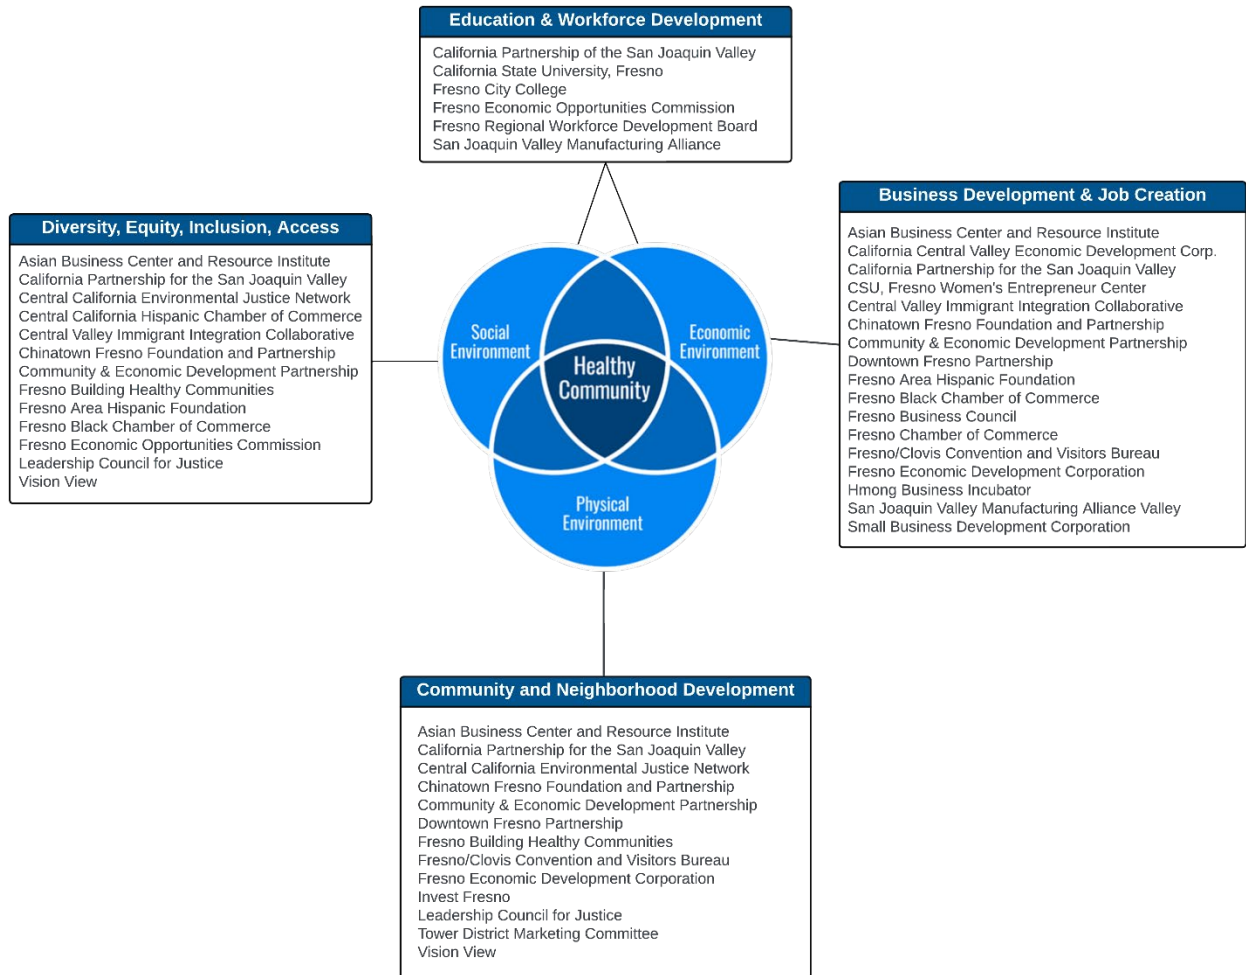 Education & Workforce Development
California Partnership of the San Joaquin Valley
California State University, Fresno
Fresno City College
Fresno Economic Opportunities Commission
Fresno Regional Workforce Development Board
San Joaquin Valley Manufacturing Alliance
Diversity, Equity, Inclusion, Access
Asian Business Center and Resource Institute
California Partnership for the San Joaquin Valley
Central California Environmental Justice Network
Central California Hispanic Chamber of Commerce
Central Valley Immigrant Integration Collaborative
Chinatown Fresno Foundation and Partnership
Community & Economic Development Partnership
Fresno Building Healthy Communities
Fresno Area Hispanic Foundation
Fresno Black Chamber of Commerce
Fresno Economic Opportunities Commission
Leadership Council for Justice
Vision View
Social
Environment
Economic
Environment
Healthy
Community
Physical
Environment
Business Development & Job Creation
Asian Business Center and Resource Institute
California Central Valley Economic Development Corp.
California Partnership for the San Joaquin Valley
CSU, Fresno Women's Entrepreneur Center
Central Valley Immigrant Integration Collaborative
Chinatown Fresno Foundation and Partnership
Community & Economic Development Partnership
Downtown Fresno Partnership
Fresno Area Hispanic Foundation
Fresno Black Chamber of Commerce
Fresno Business Council
Fresno Chamber of Commerce
Fresno/Clovis Convention and Visitors Bureau
Fresno Economic Development Corporation
Hmong Business Incubator
San Joaquin Valley Manufacturing Alliance Valley
Small Business Development Corporation
Community and Neighborhood Development
Asian Business Center and Resource Institute
California Partnership for the San Joaquin Valley
Central California Environmental Justice Network
Chinatown Fresno Foundation and Partnership
Community & Economic Development Partnership
Downtown Fresno Partnership
Fresno Building Healthy Communities
Fresno/Clovis Convention and Visitors Bureau
Fresno Economic Development Corporation
Invest Fresno
Leadership Council for Justice
Tower District Marketing Committee
Vision View